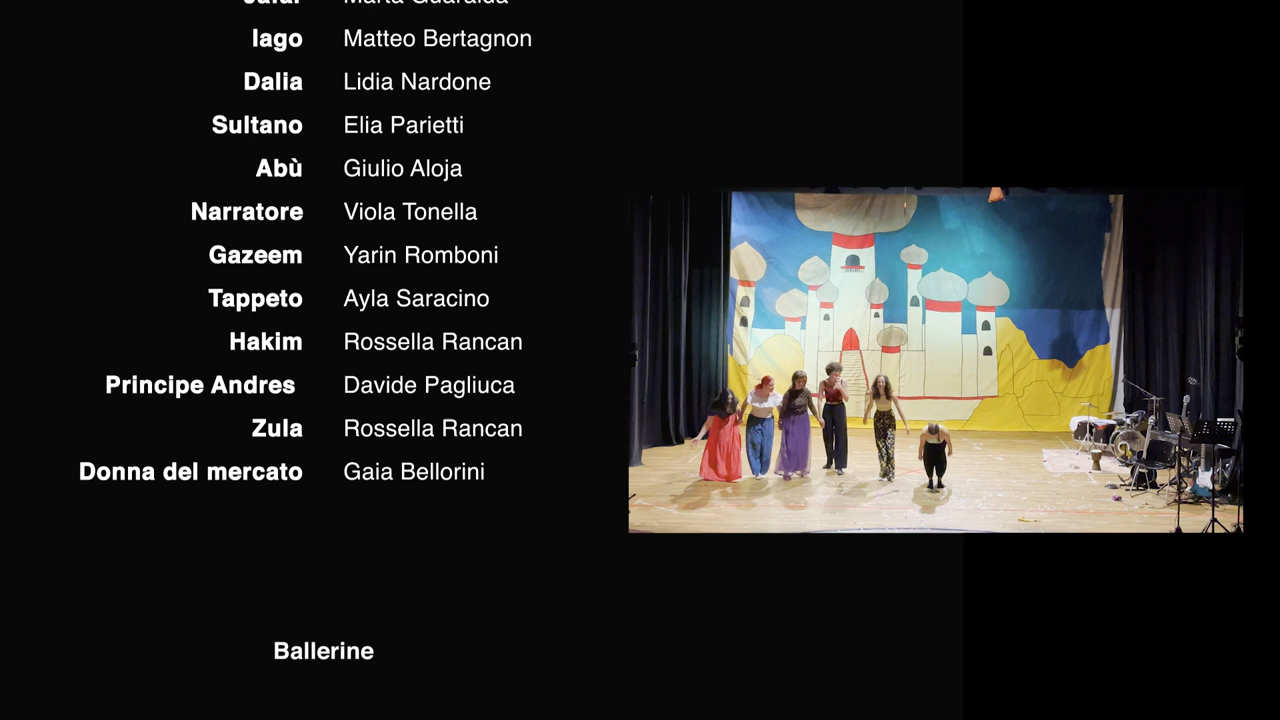 Iago Matteo Bertagnon
Dalia Lidia Nardone
Sultano Elia Parietti
Abù Giulio Aloja
Narratore Viola Tonella
Gazeem Yarin Romboni
Tappeto Ayla Saracino
Hakim Rossella Rancan
Principe Andres Davide Pagliuca
Zula Rossella Rancan
Donna del mercato Gaia Bellorini
Ballerine